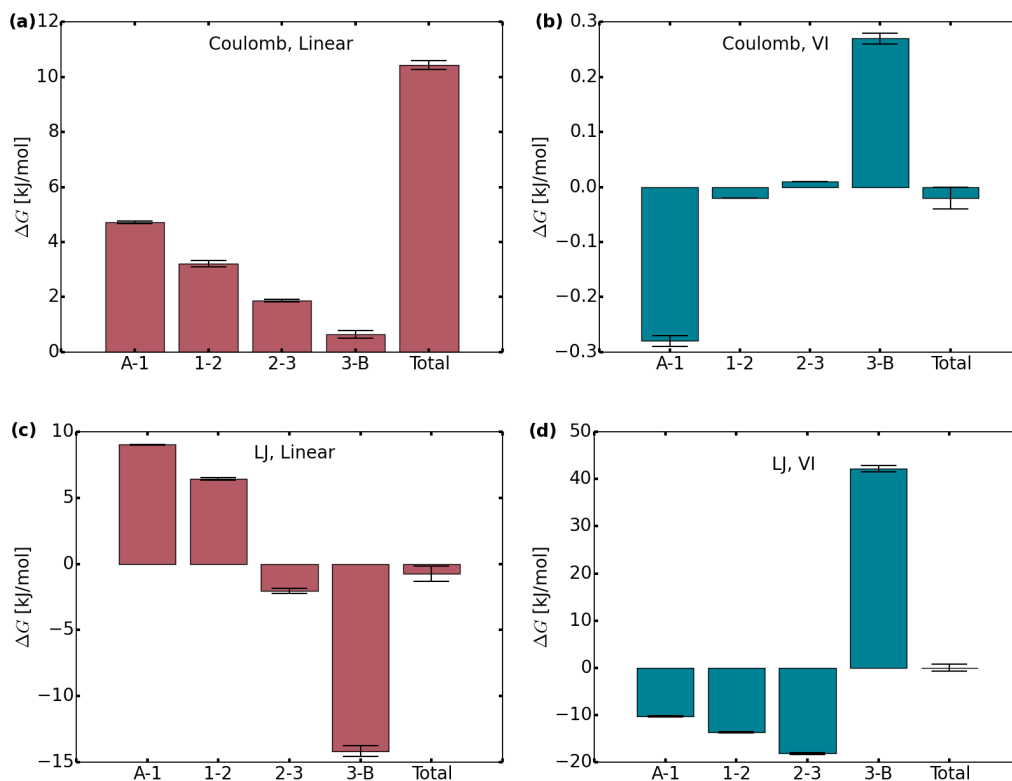 (a)
Coulomb, Linear
ΔG [kJ/mol]
12
10
8
6
4
2
0
A-1 1-2 2-3 3-B Total
(b)
Coulomb, VI
ΔG [kJ/mol]
0.3
0.2
0.1
0.0
−0.1
−0.2
−0.3
A-1 1-2 2-3 3-B Total
(c)
LJ, Linear
ΔG [kJ/mol]
10
5
0
−5
−10
−15
A-1 1-2 2-3 3-B Total
(d)
LJ, VI
ΔG [kJ/mol]
50
40
30
20
10
0
−10
−20
A-1 1-2 2-3 3-B Total